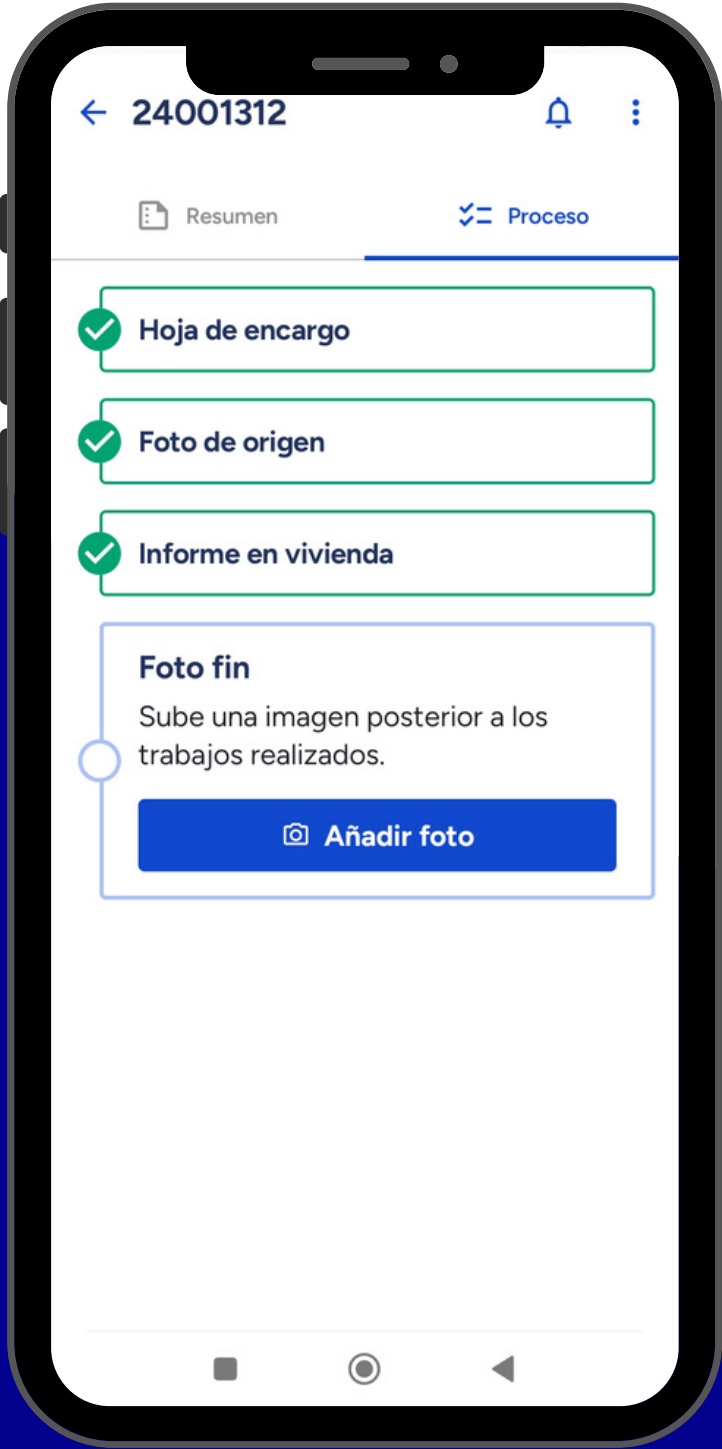 24001312
Resumen
Proceso
Hoja de encargo
Foto de origen
Informe en vivienda
Foto fin
Sube una imagen posterior a los
trabajos realizados.
Añadir foto